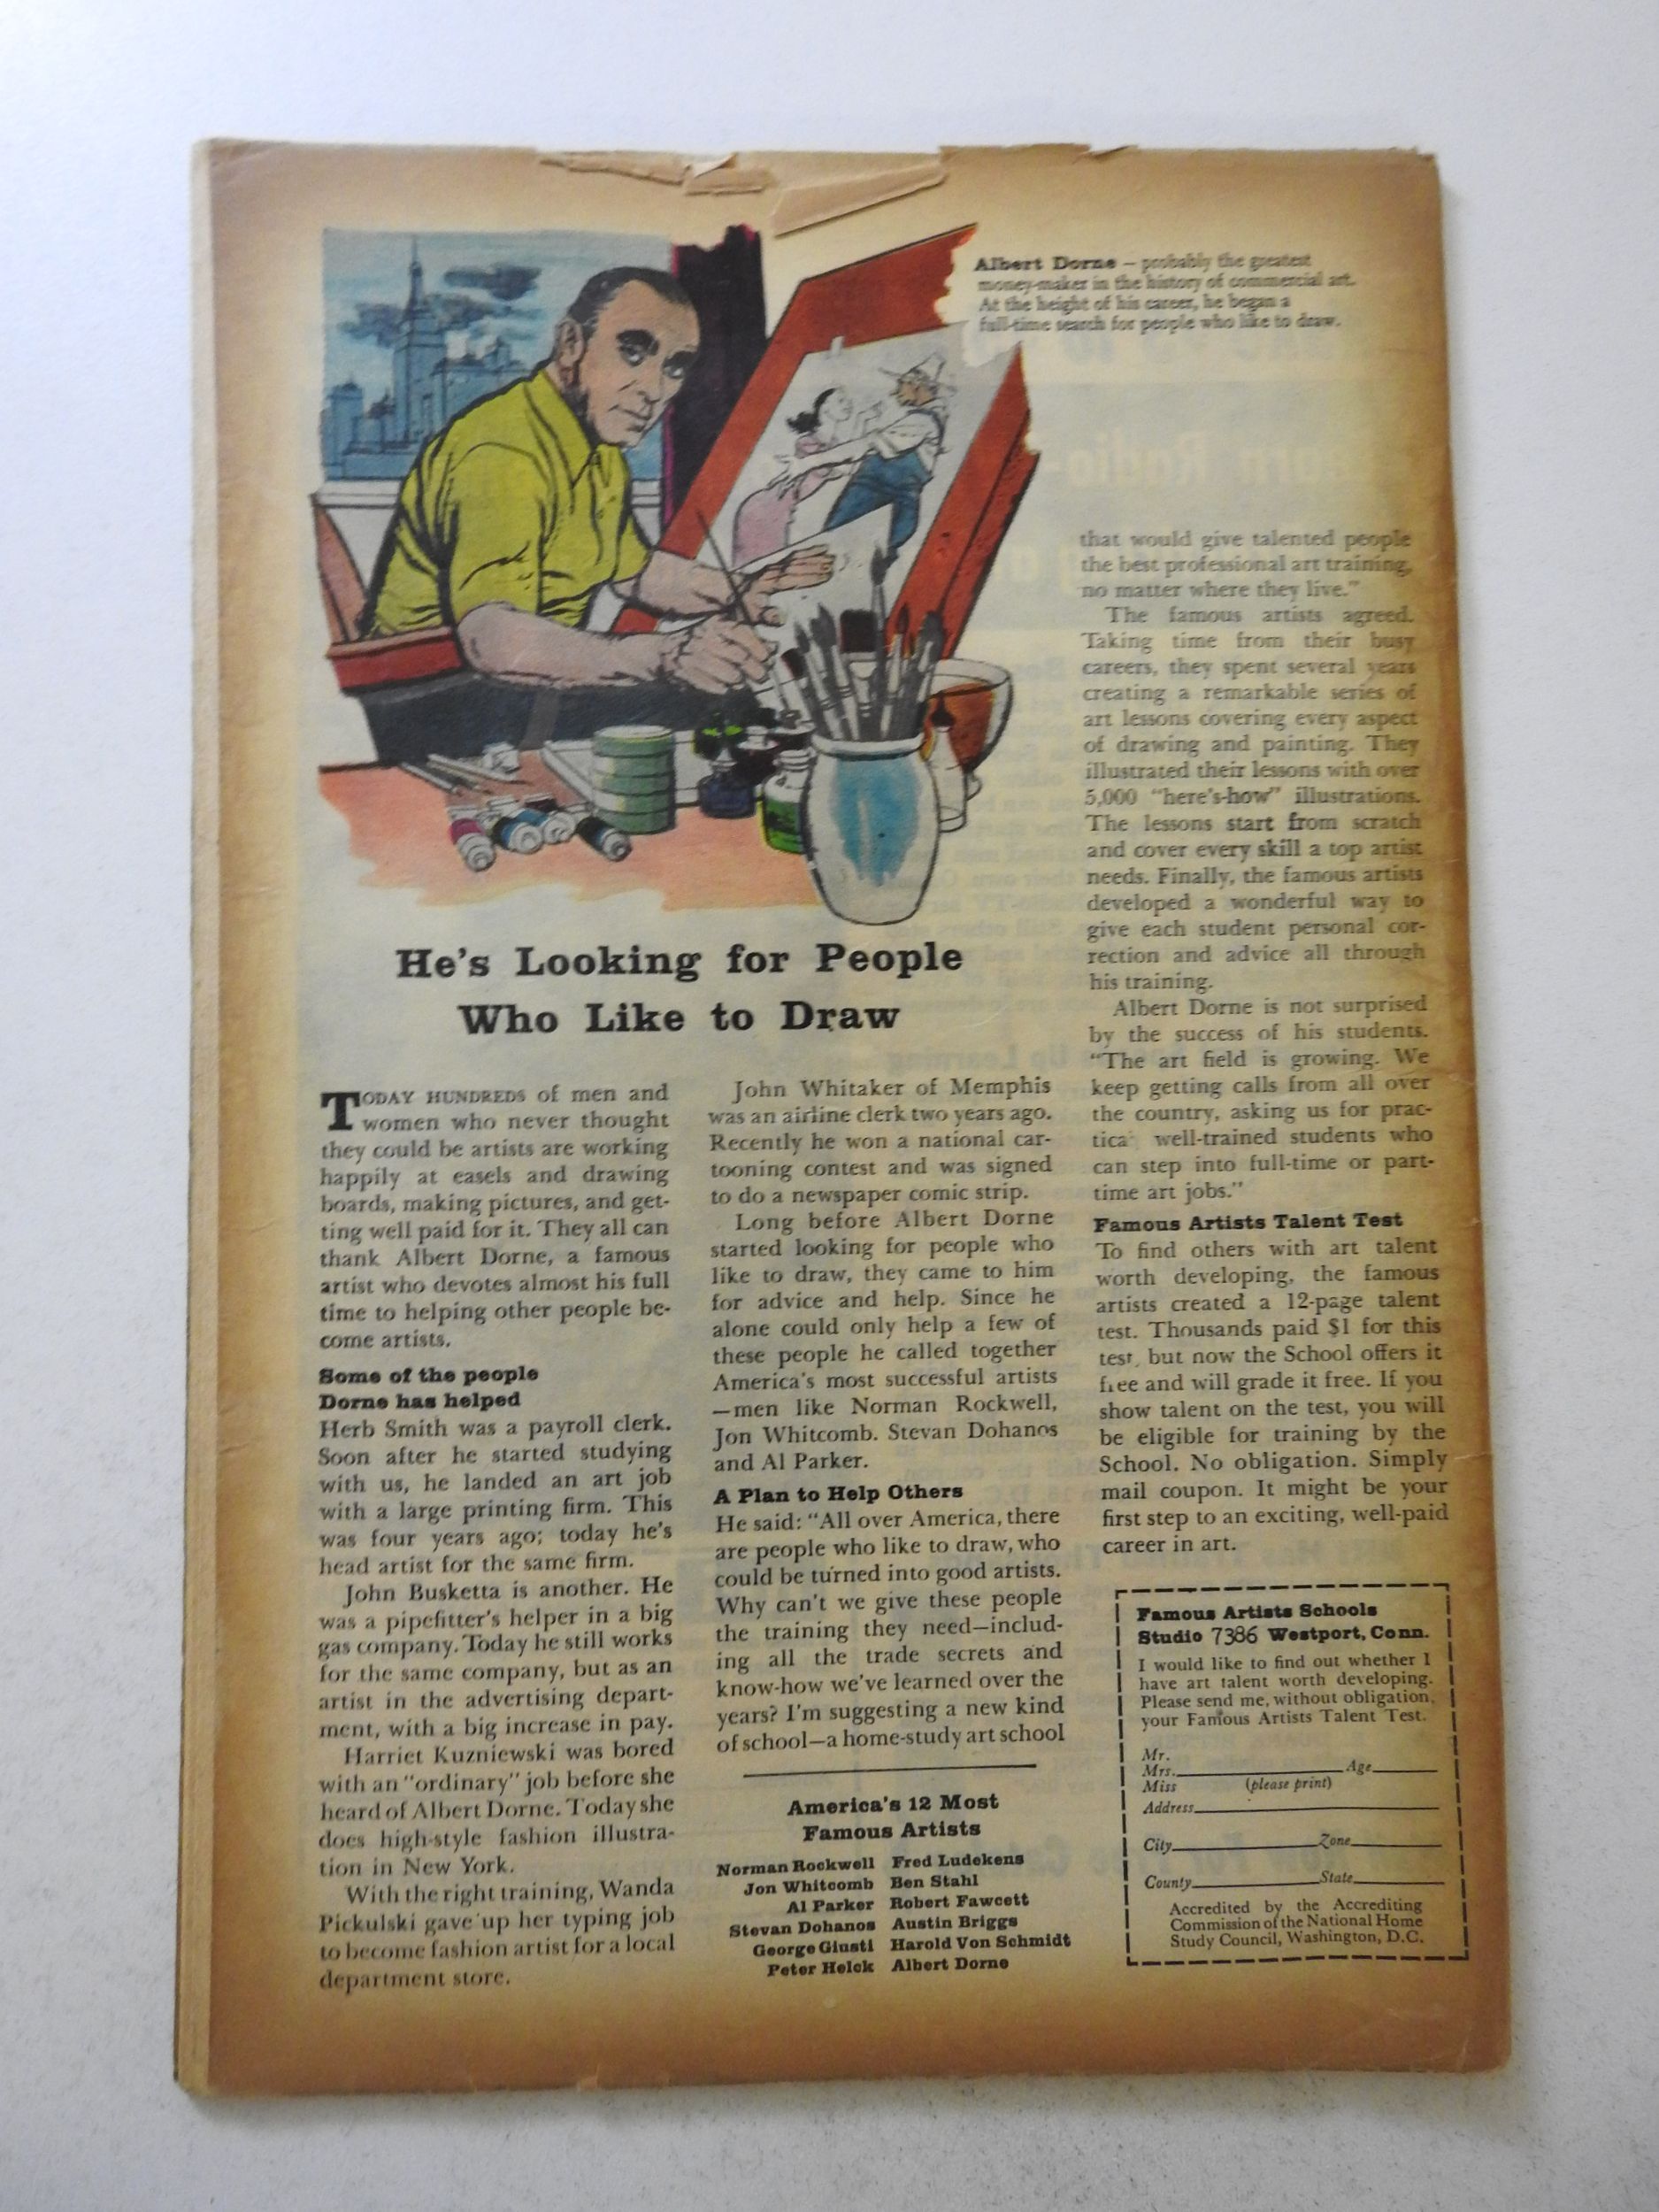 Albert Dorne – probably the greatest
money-maker in the history of commercial art.
At the height of his career, he began a
full-time search for people who like to draw.
He's Looking for People
Who Like to Draw
TODAY HUNDREDS of men and
women who never thought
they could be artists are working
happily at easels and drawing
boards, making pictures, and get-
ting well paid for it. They all can
thank Albert Dorne, a famous
artist who devotes almost his full
time to helping other people be-
come artists.
Some of the people
Dorne has helped
Herb Smith was a payroll clerk.
Soon after he started studying
with us, he landed an art job
with a large printing firm. This
was four years ago; today he's
head artist for the same firm.
John Busketta is another. He
was a pipefitter's helper in a big
gas company. Today he still works
for the same company, but as an
artist in the advertising depart-
ment, with a big increase in pay.
Harriet Kuzniewski was bored
with an "ordinary" job before she
heard of Albert Dorne. Today she
does high-style fashion illustra-
tion in New York.
With the right training, Wanda
Pickulski gave up her typing job
to become fashion artist for a local
department store.
John Whitaker of Memphis
was an airline clerk two years ago.
Recently he won a national car-
tooning contest and was signed
to do a newspaper comic strip.
Long before Albert Dorne
started looking for people who
like to draw, they came to him
for advice and help. Since he
alone could only help a few of
these people he called together
America's most successful artists
—men like Norman Rockwell,
Jon Whitcomb. Stevan Dohanos
and Al Parker.
A Plan to Help Others
He said: "All over America, there
are people who like to draw, who
could be turned into good artists.
Why can't we give these people
the training they need—includ-
ing all the trade secrets and
know-how we've learned over the
years? I'm suggesting a new kind
of school—a home-study art school
America's 12 Most
Famous Artists
Norman Rockwell Fred Ludekens
Jon Whitcomb Ben Stahl
Al Parker Robert Fawcett
Stevan Dohanos Austin Briggs
George Giusti Harold Von Schmidt
Peter Helck Albert Dorne
that would give talented people
the best professional art training,
no matter where they live."
The famous artists agreed.
Taking time from their busy
careers, they spent several years
creating a remarkable series of
art lessons covering every aspect
of drawing and painting. They
illustrated their lessons with over
5,000 "here's-how" illustrations.
The lessons start from scratch
and cover every skill a top artist
needs. Finally, the famous artists
developed a wonderful way to
give each student personal cor-
rection and advice all through
his training.
Albert Dorne is not surprised
by the success of his students.
"The art field is growing. We
keep getting calls from all over
the country, asking us for prac-
tica well-trained students who
can step into full-time or part-
time art jobs."
Famous Artists Talent Test
To find others with art talent
worth developing, the famous
artists created a 12-page talent
test. Thousands paid $1 for this
test, but now the School offers it
free and will grade it free. If you
show talent on the test, you will
be eligible for training by the
School. No obligation. Simply
mail coupon. It might be your
first step to an exciting, well-paid
career in art.
Famous Artists Schools
Studio 7386 Westport, Conn.
I would like to find out whether I
have art talent worth developing.
Please send me, without obligation,
your Famous Artists Talent Test.
Mr.
Mrs. Age
Miss (please print)
Address
City Zone
County State
Accredited by the Accrediting
Commission of the National Home
Study Council, Washington, D.C.